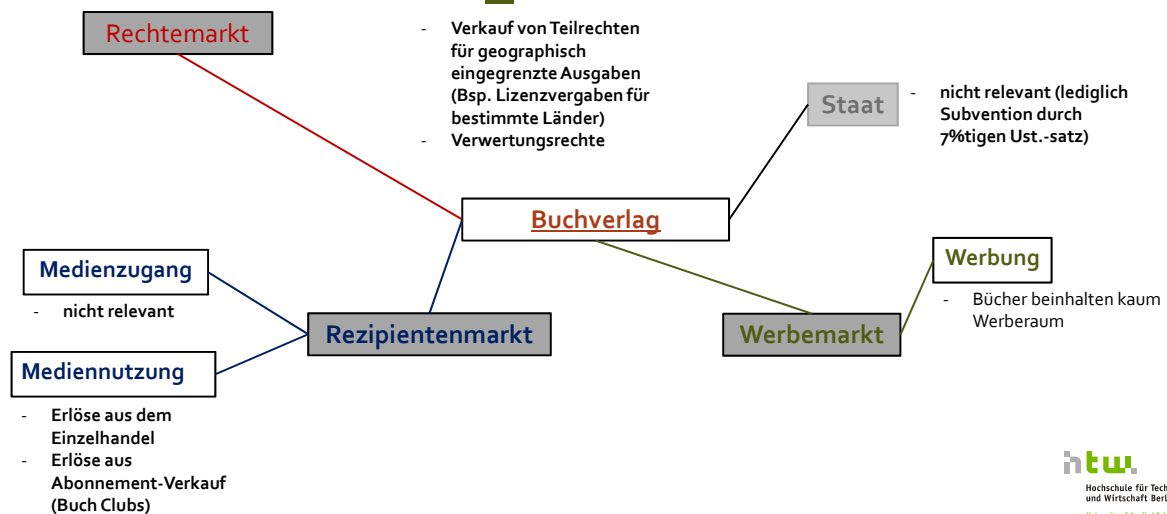 Rechtemarkt
- Verkauf von Teilrechten
für geographisch
eingegrenzte Ausgaben
(Bsp. Lizenzvergaben für
bestimmte Länder)
- Verwertungsrechte
Staat
- nicht relevant (lediglich
Subvention durch
7%tigen Ust.-satz)
Buchverlag
Medienzugang
- nicht relevant
Rezipientenmarkt
Mediennutzung
- Erlöse aus dem
Einzelhandel
- Erlöse aus
Abonnement-Verkauf
(Buch Clubs)
Werbemarkt
Werbung
- Bücher beinhalten kaum
Werberaum
htw.
Hochschule für Tech
und Wirtschaft Berl